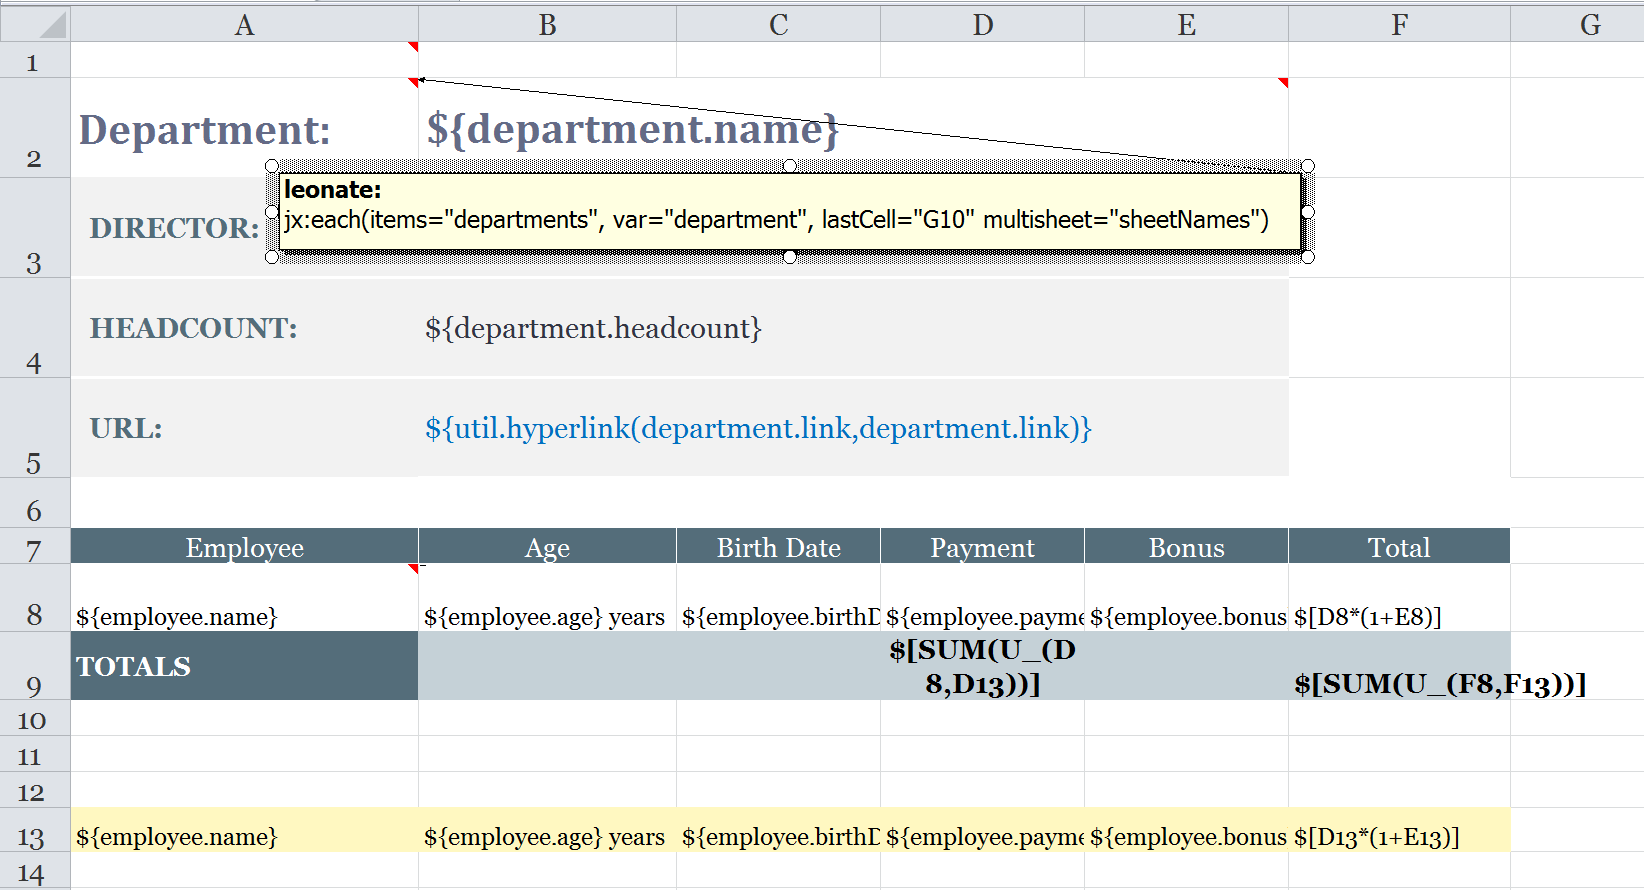 A B C D E F G
1
2 Department: ${department.name}
leonate:
jx:each(items="departments", var="department", lastCell="G10" multisheet="sheetNames")
3 DIRECTOR:
4 HEADCOUNT: ${department.headcount}
5 URL: ${util.hyperlink(department.link,department.link)}
6
7 Employee Age Birth Date Payment Bonus Total
8 ${employee.name} ${employee.age} years ${employee.birthD ${employee.payme ${employee.bonus $[D8*(1+E8)]
$[SUM(U_(D
9 TOTALS 8,D13))] $[SUM(U_(F8,F13))]
10
11
12
13 ${employee.name} ${employee.age} years ${employee.birthD ${employee.payme ${employee.bonus $[D13*(1+E13)]
14